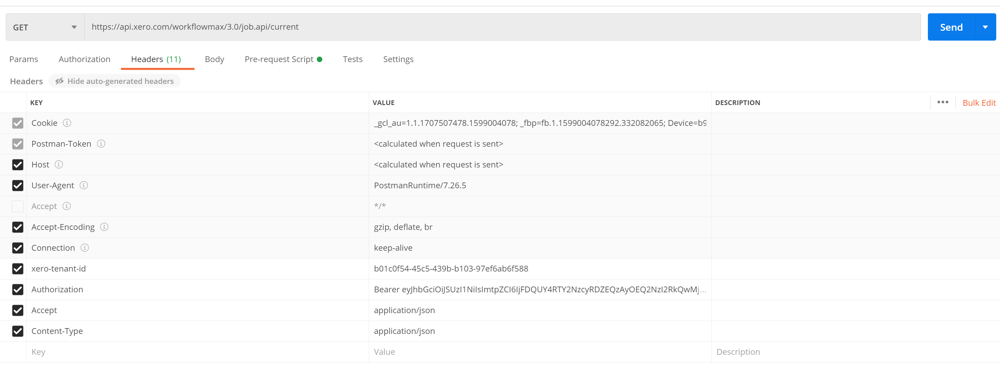 GET https://api.xero.com/workflowmax/3.0/job.api/current Send
Params Authorization Headers (11) Body Pre-request Script Tests Settings
Headers Hide auto-generated headers
KEY VALUE DESCRIPTION ••• Bulk Edit
Cookie _gcl_au=1.1.1707507478.1599004078; _fbp=fb.1.1599004078292.332082065; Device=b9
Postman-Token <calculated when request is sent>
Host <calculated when request is sent>
User-Agent PostmanRuntime/7.26.5
Accept */*
Accept-Encoding gzip, deflate, br
Connection keep-alive
xero-tenant-id b01c0f54-45c5-439b-b103-97ef6ab6f588
Authorization Bearer eyJhbGciOiJSUzI1NiIsImtpZCI6IjFDQUY4RTY2NzcyRDZEQzAyOEQ2NzI2RkQwMj...
Accept application/json
Content-Type application/json
Key Value Description